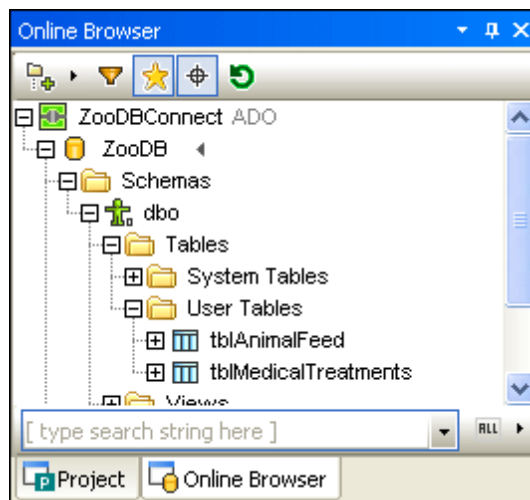 Online Browser
ZooDBConnect ADO
ZooDB
Schemas
dbo
Tables
System Tables
User Tables
tblAnimalFeed
tblMedicalTreatments
Views
[ type search string here ]
ALL
Project
Online Browser